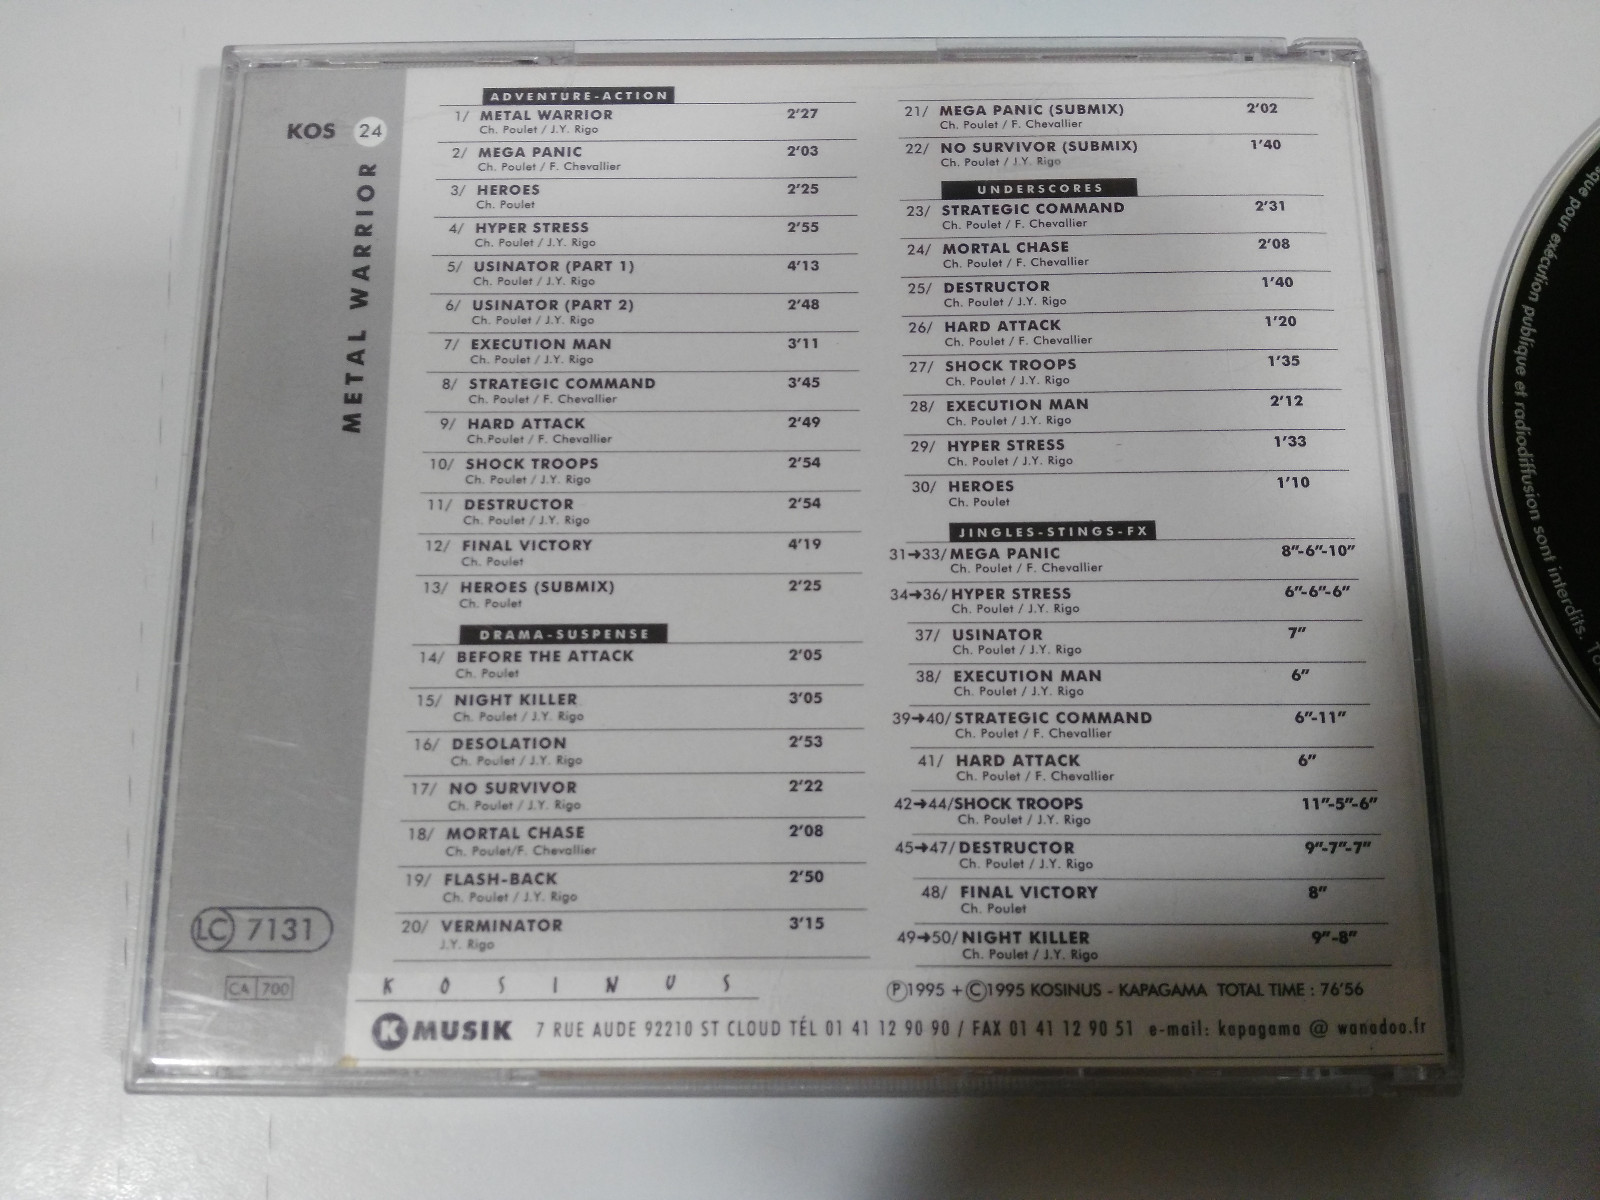 KOS 24
METAL WARRIOR
LC 7131
CA 700
ADVENTURE-ACTION
1/ METAL WARRIOR 2'27
Ch. Poulet / J.Y. Rigo
2/ MEGA PANIC 2'03
Ch. Poulet / F. Chevallier
3/ HEROES 2'25
Ch. Poulet
4/ HYPER STRESS 2'55
Ch. Poulet / J.Y. Rigo
5/ USINATOR (PART 1) 4'13
Ch. Poulet / J.Y. Rigo
6/ USINATOR (PART 2) 2'48
Ch. Poulet / J.Y. Rigo
7/ EXECUTION MAN 3'11
Ch. Poulet / J.Y. Rigo
8/ STRATEGIC COMMAND 3'45
Ch. Poulet / F. Chevallier
9/ HARD ATTACK 2'49
Ch.Poulet / F. Chevallier
10/ SHOCK TROOPS 2'54
Ch. Poulet / J.Y. Rigo
11/ DESTRUCTOR 2'54
Ch. Poulet / J.Y. Rigo
12/ FINAL VICTORY 4'19
Ch. Poulet
13/ HEROES (SUBMIX) 2'25
Ch. Poulet
DRAMA-SUSPENSE
14/ BEFORE THE ATTACK 2'05
Ch. Poulet
15/ NIGHT KILLER 3'05
Ch. Poulet / J.Y. Rigo
16/ DESOLATION 2'53
Ch. Poulet / J.Y. Rigo
17/ NO SURVIVOR 2'22
Ch. Poulet / J.Y. Rigo
18/ MORTAL CHASE 2'08
Ch. Poulet/F. Chevallier
19/ FLASH-BACK 2'50
Ch. Poulet / J.Y. Rigo
20/ VERMINATOR 3'15
J.Y. Rigo
21/ MEGA PANIC (SUBMIX) 2'02
Ch. Poulet / F. Chevallier
22/ NO SURVIVOR (SUBMIX) 1'40
Ch. Poulet / J.Y. Rigo
UNDERSCORES
23/ STRATEGIC COMMAND 2'31
Ch. Poulet / F. Chevallier
24/ MORTAL CHASE 2'08
Ch. Poulet / F. Chevallier
25/ DESTRUCTOR 1'40
Ch. Poulet / J.Y. Rigo
26/ HARD ATTACK 1'20
Ch. Poulet / F. Chevallier
27/ SHOCK TROOPS 1'35
Ch. Poulet / J.Y. Rigo
28/ EXECUTION MAN 2'12
Ch. Poulet / J.Y. Rigo
29/ HYPER STRESS 1'33
Ch. Poulet / J.Y. Rigo
30/ HEROES 1'10
Ch. Poulet
JINGLES-STINGS-FX
31→33/ MEGA PANIC 8"-6"-10"
Ch. Poulet / F. Chevallier
34→36/ HYPER STRESS 6"-6"-6"
Ch. Poulet / J.Y. Rigo
37/ USINATOR 7"
Ch. Poulet / J.Y. Rigo
38/ EXECUTION MAN 6"
Ch. Poulet / J.Y. Rigo
39→40/ STRATEGIC COMMAND 6"-11"
Ch. Poulet / F. Chevallier
41/ HARD ATTACK 6"
Ch. Poulet / F. Chevallier
42→44/ SHOCK TROOPS 11"-5"-6"
Ch. Poulet / J.Y. Rigo
45→47/ DESTRUCTOR 9"-7"-7"
Ch. Poulet / J.Y. Rigo
48/ FINAL VICTORY 8"
Ch. Poulet
49→50/ NIGHT KILLER 9"-8"
Ch. Poulet / J.Y. Rigo
KOSINUS
Ⓟ1995 + ©1995 KOSINUS - KAPAGAMA TOTAL TIME : 76'56
K MUSIK 7 RUE AUDE 92210 ST CLOUD TÉL 01 41 12 90 90 / FAX 01 41 12 90 51 e-mail: kapagama @ wanadoo.fr
pour exécution publique et radiodiffusion sont interdits.